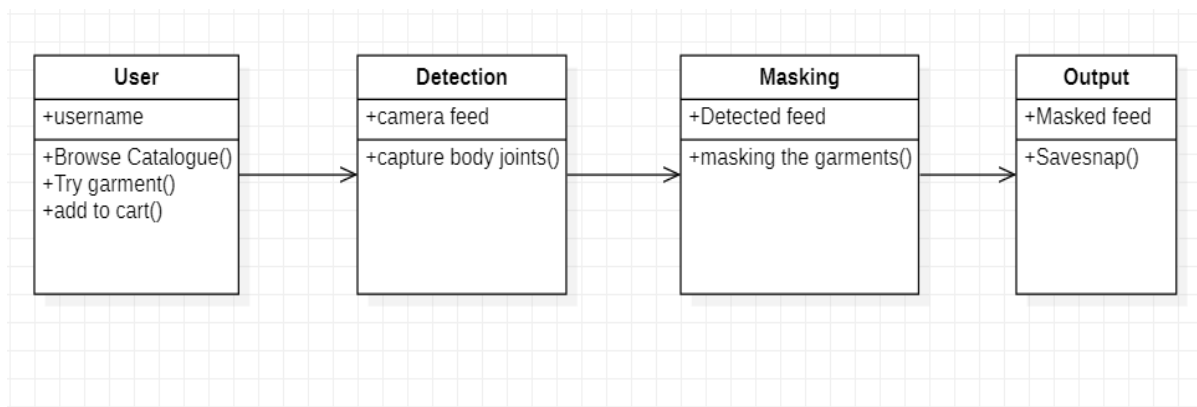 User
+username
+Browse Catalogue()
+Try garment()
+add to cart()
Detection
+camera feed
+capture body joints()
Masking
+Detected feed
+masking the garments()
Output
+Masked feed
+Savesnap()